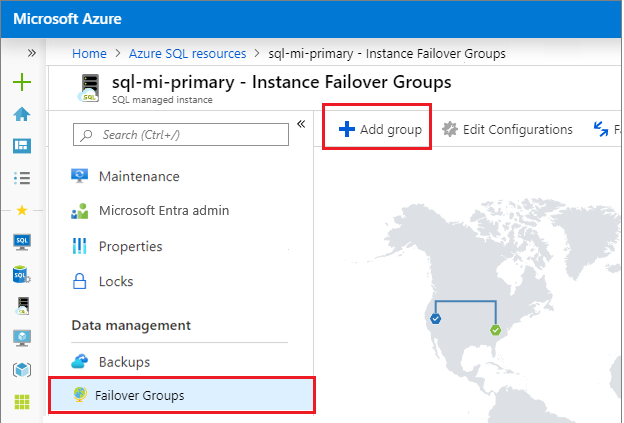 Microsoft Azure
Home > Azure SQL resources > sql-mi-primary - Instance Failover Groups
sql-mi-primary - Instance Failover Groups
SQL managed instance
Search (Ctrl+/)
Add group
Edit Configurations
Maintenance
Microsoft Entra admin
Properties
Locks
Data management
Backups
Failover Groups
SQL
SQL
SQL